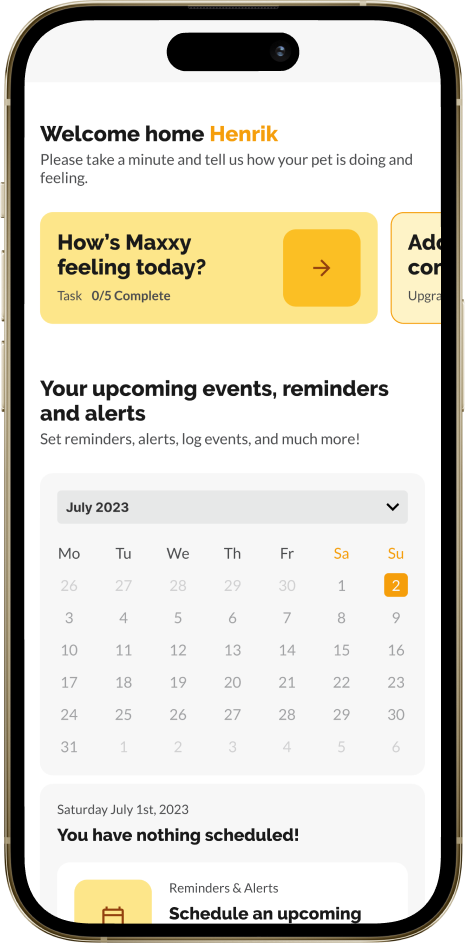 Welcome home Henrik
Please take a minute and tell us how your pet is doing and
feeling.
How's Maxxy
feeling today?
Task 0/5 Complete
Your upcoming events, reminders
and alerts
Set reminders, alerts, log events, and much more!
July 2023
Mo Tu We Th Fr Sa Su
26 27 28 29 30 1 2
3 4 5 6 7 8 9
10 11 12 13 14 15 16
17 18 19 20 21 22 23
24 25 26 27 28 29 30
31 1 2 3 4 5 6
Saturday July 1st, 2023
You have nothing scheduled!
Reminders & Alerts
Schedule an upcoming